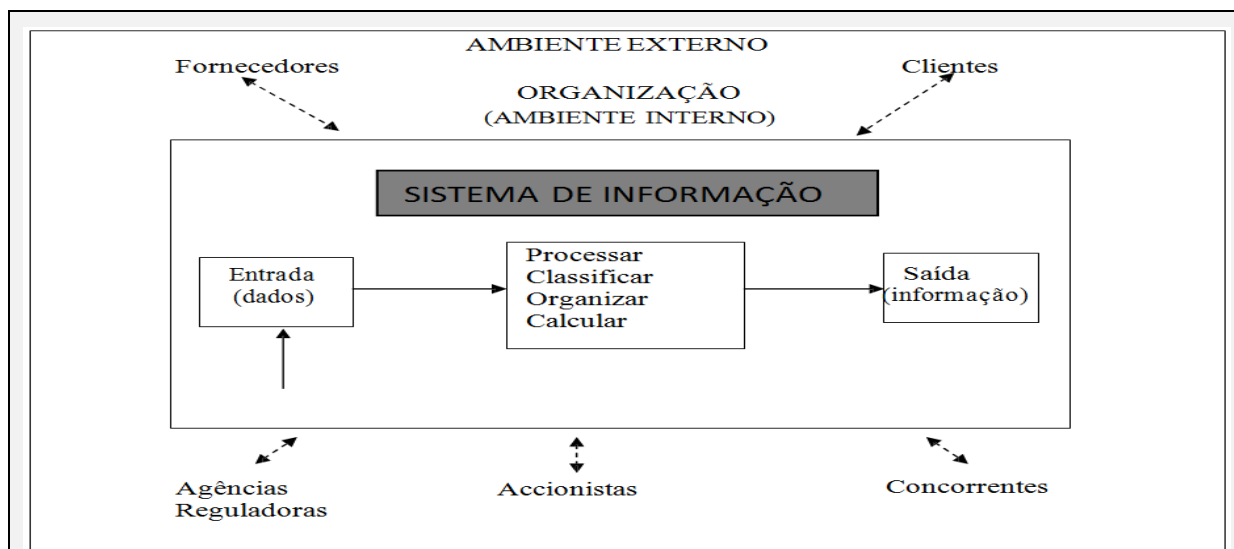 AMBIENTE EXTERNO
Fornecedores
Clientes
ORGANIZAÇÃO
(AMBIENTE INTERNO)
SISTEMA DE INFORMAÇÃO
Entrada
(dados)
Processar
Classificar
Organizar
Calcular
Saída
(informação)
Agências
Reguladoras
Accionistas
Concorrentes